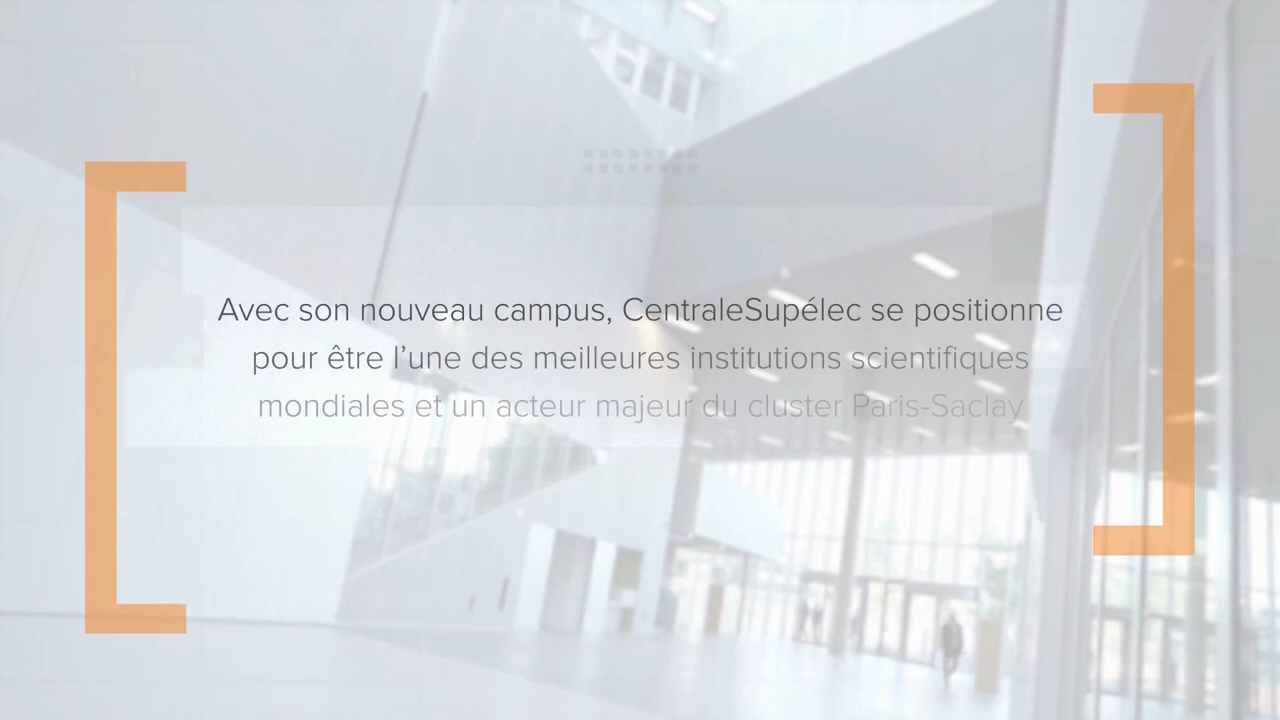 Avec son nouveau campus, CentraleSupélec se positionne
pour être l’une des meilleures institutions scientifiques
mondiales et un acteur majeur du cluster Paris-Saclay